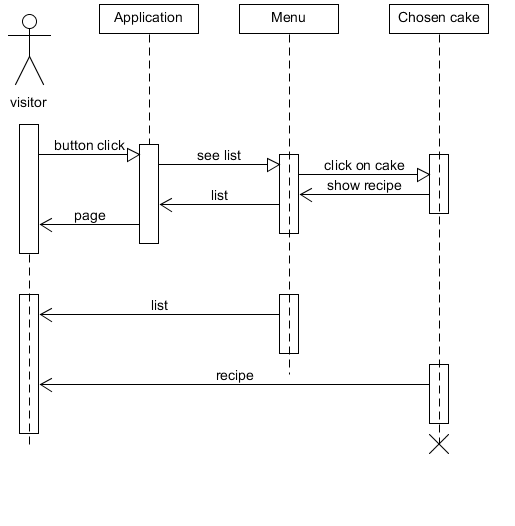 Application
Menu
Chosen cake
visitor
button click
see list
click on cake
show recipe
list
page
list
recipe